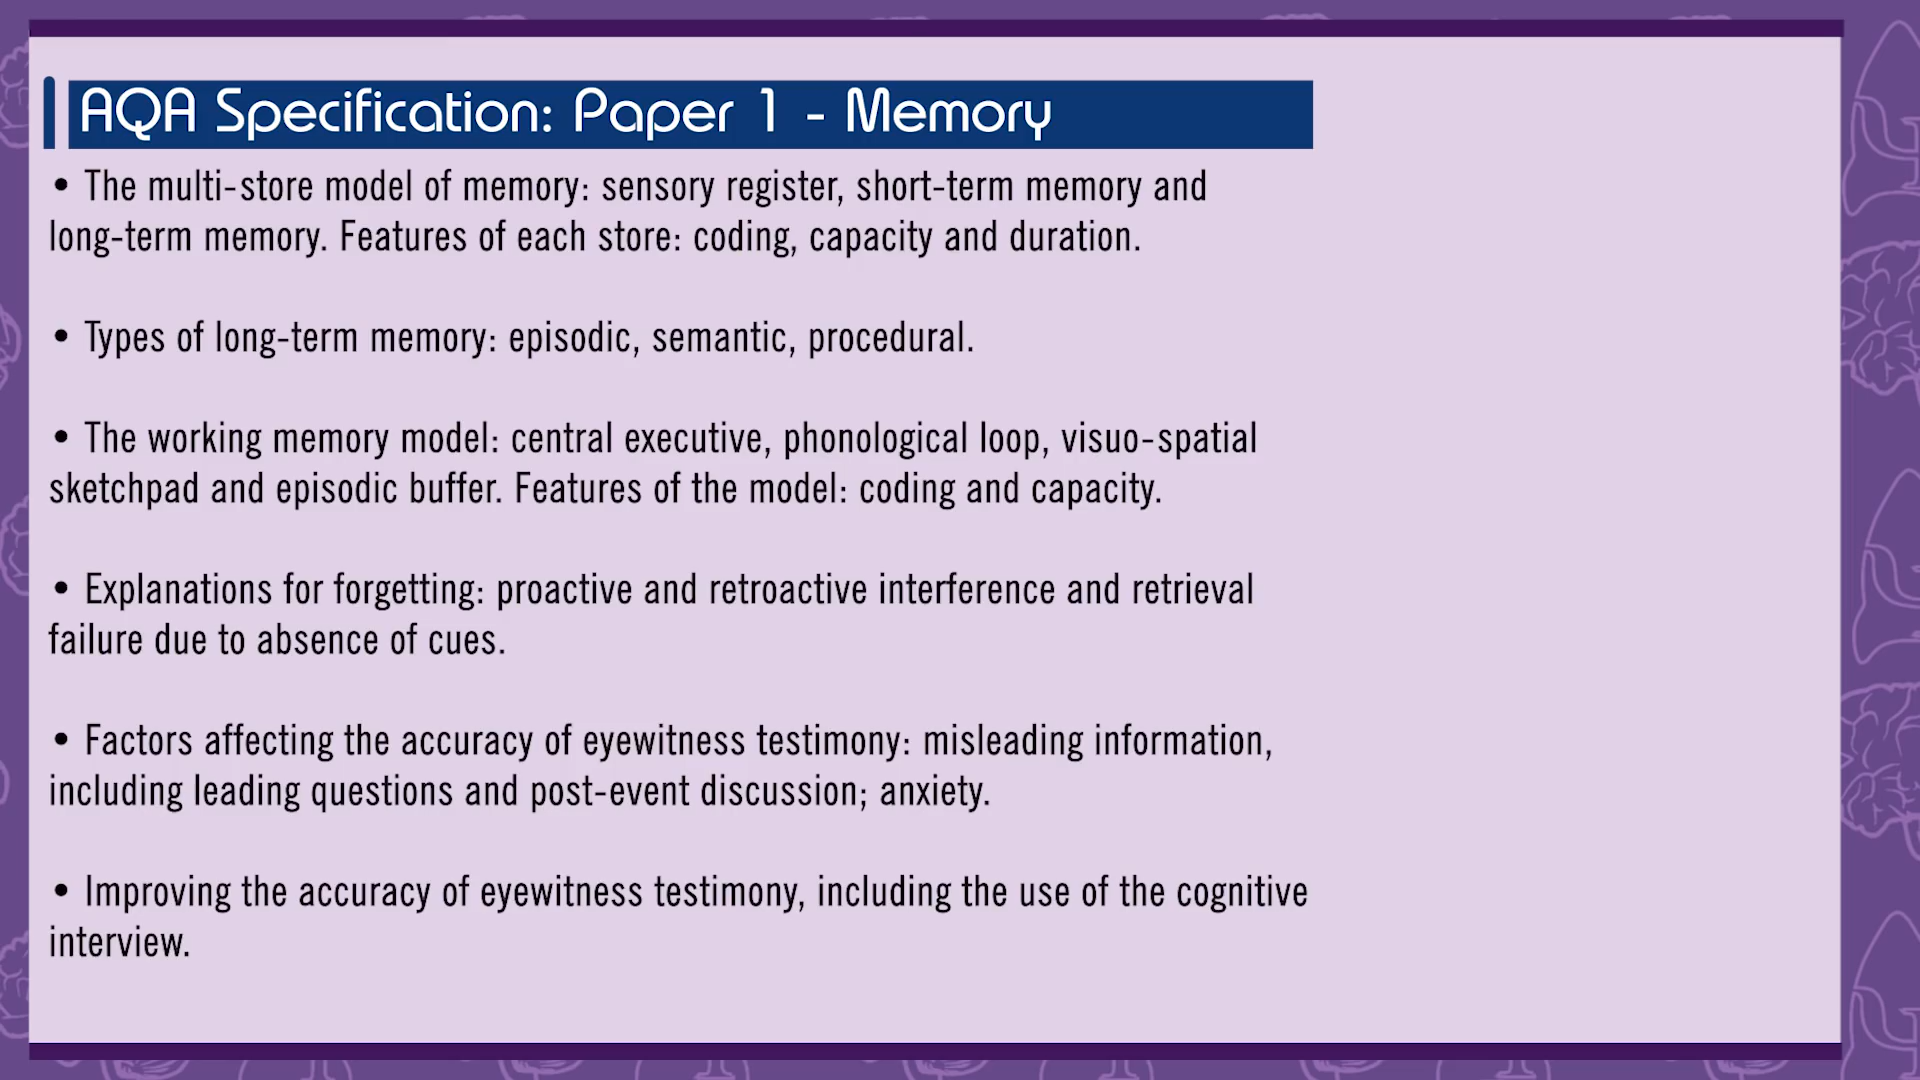 AQA Specification: Paper 1 - Memory
• The multi-store model of memory: sensory register, short-term memory and
long-term memory. Features of each store: coding, capacity and duration.
• Types of long-term memory: episodic, semantic, procedural.
• The working memory model: central executive, phonological loop, visuo-spatial
sketchpad and episodic buffer. Features of the model: coding and capacity.
• Explanations for forgetting: proactive and retroactive interference and retrieval
failure due to absence of cues.
• Factors affecting the accuracy of eyewitness testimony: misleading information,
including leading questions and post-event discussion; anxiety.
• Improving the accuracy of eyewitness testimony, including the use of the cognitive
interview.